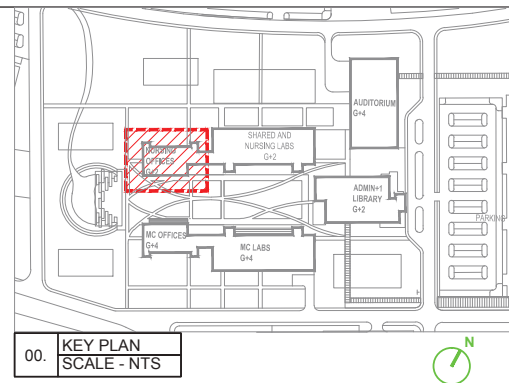 AUDITORIUM
G+4
SHARED AND
NURSING LABS
G+2
NURSING
OFFICES
G+2
ADMIN+1
LIBRARY
G+2
PARKING
MC OFFICES
G+4
MC LABS
G+4
00.
KEY PLAN
SCALE - NTS
N